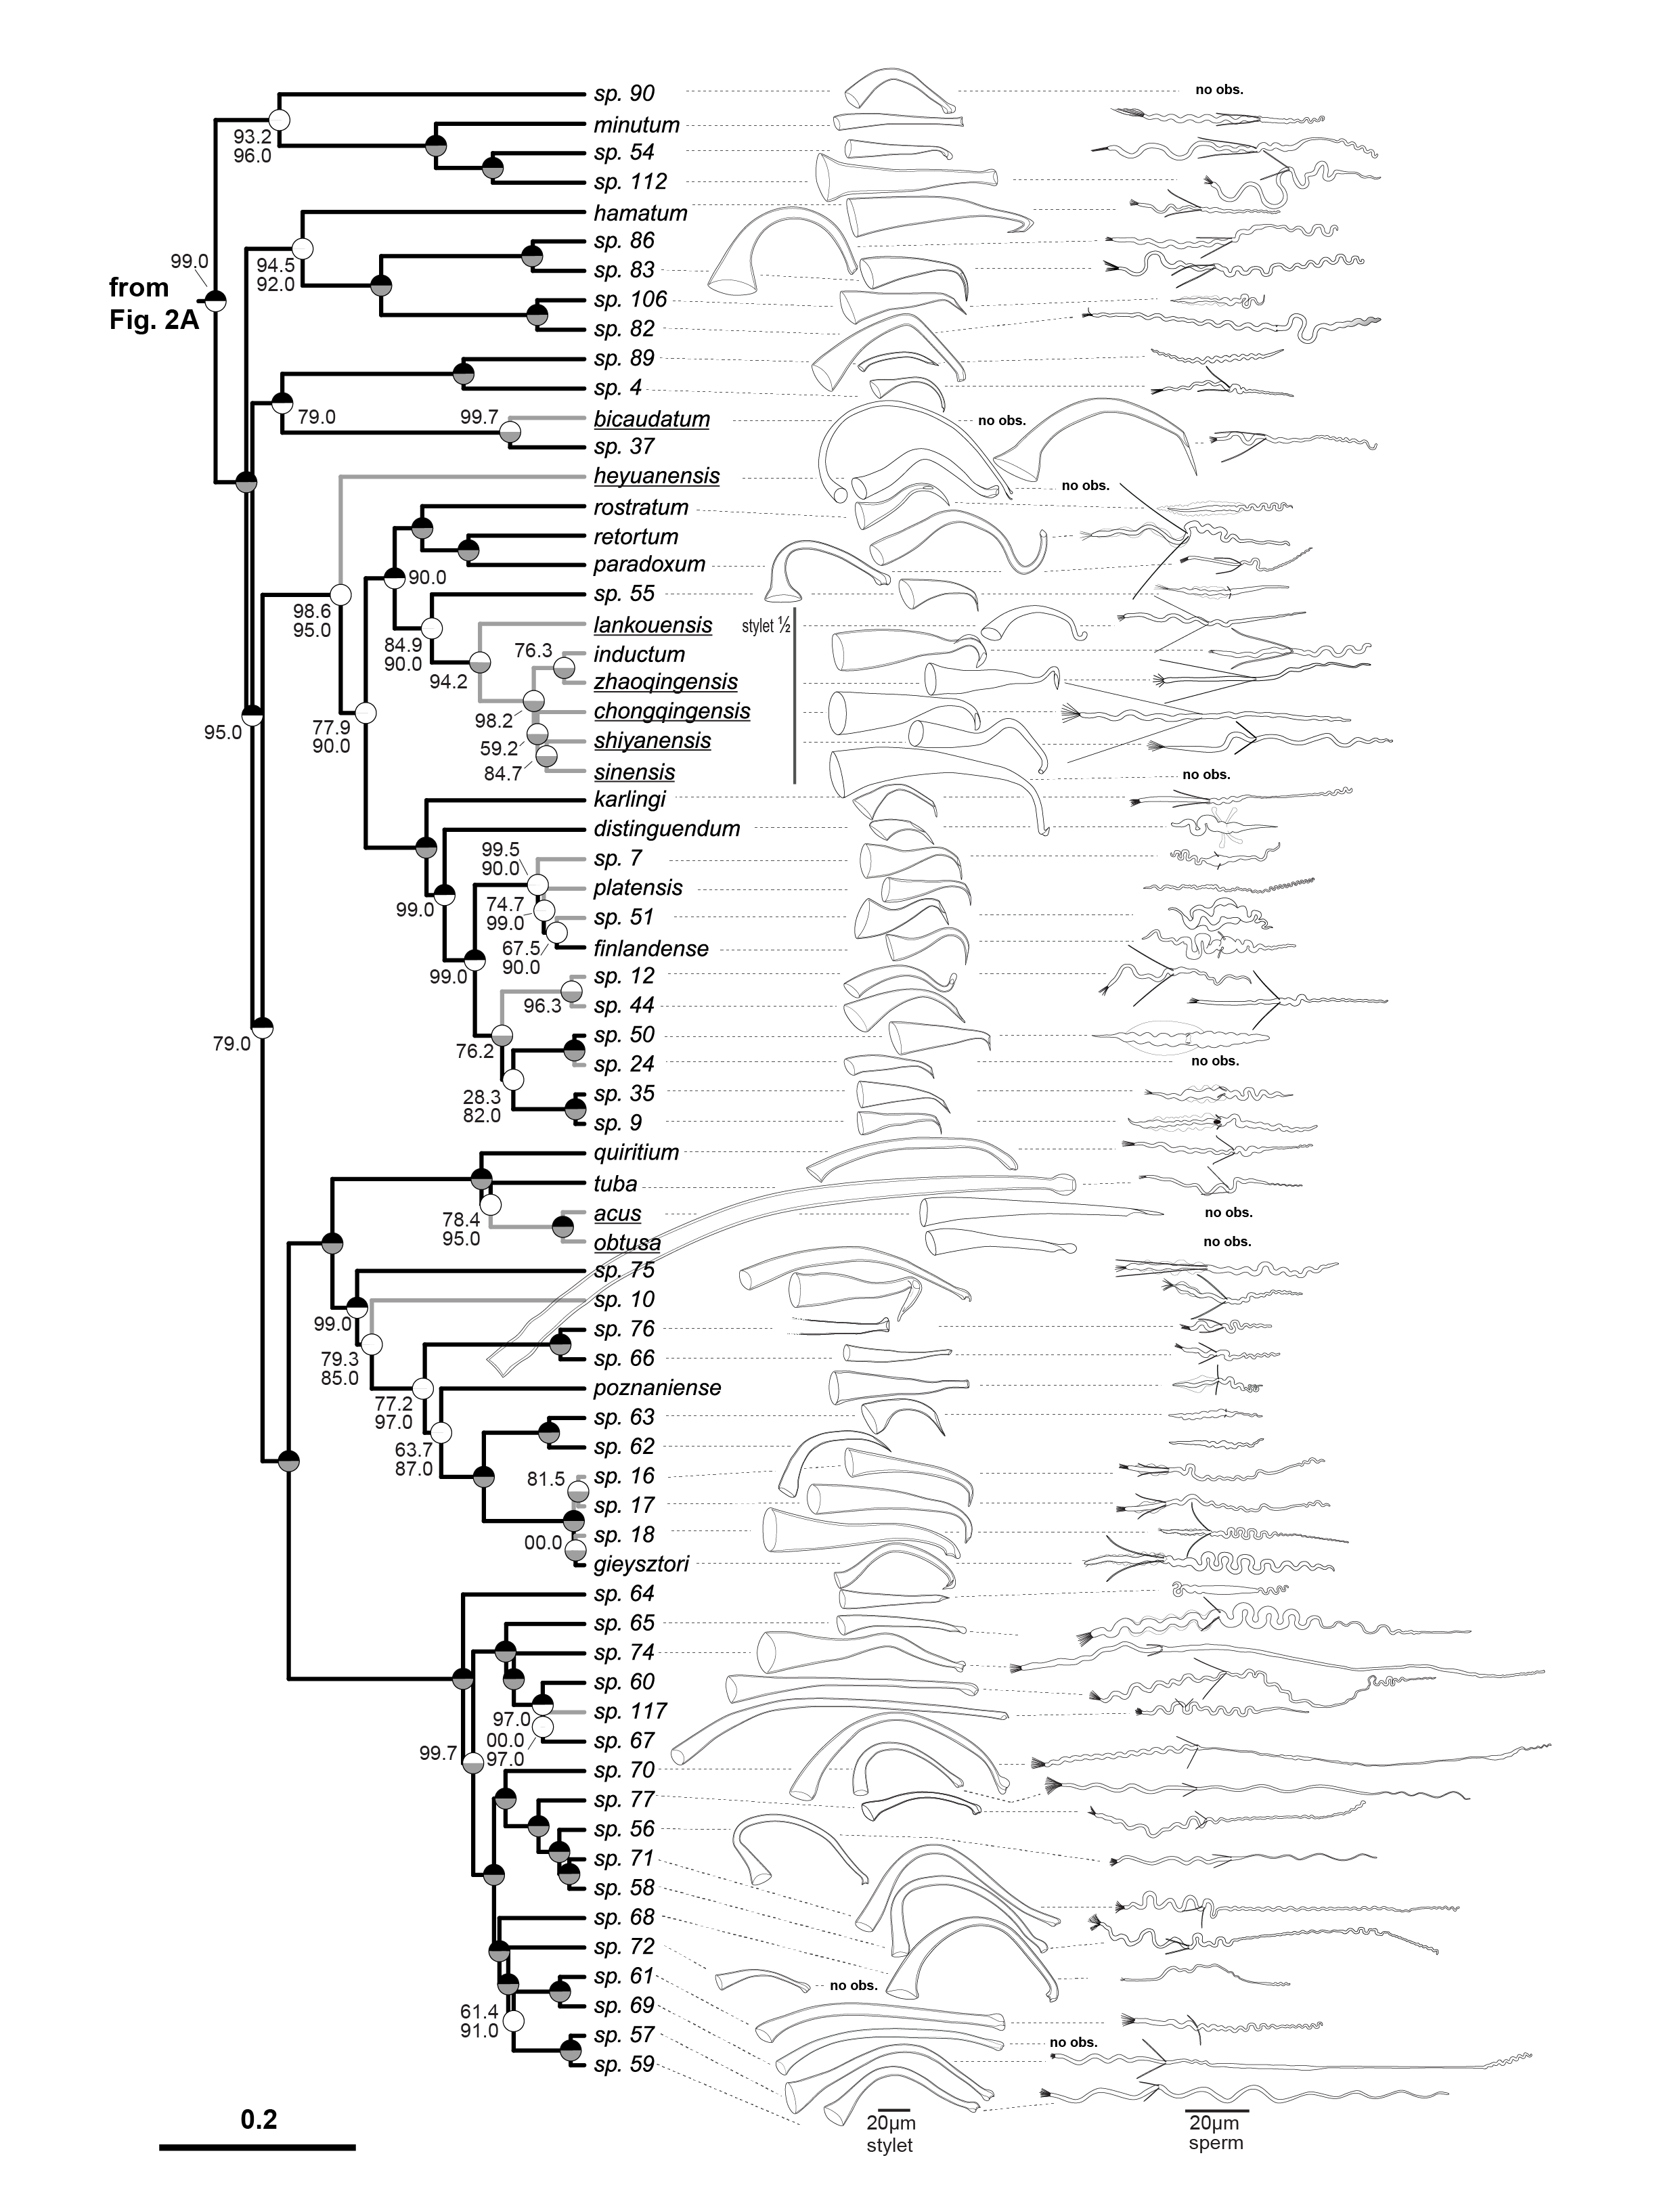 sp. 90
no obs.
minutum
93.2
96.0
sp. 54
sp. 112
hamatum
sp. 86
99.0
94.5
92.0
sp. 83
from
Fig. 2A
sp. 106
sp. 82
sp. 89
sp. 4
79.0
99.7
bicaudatum
no obs.
sp. 37
heyuanensis
no obs.
rostratum
retortum
paradoxum
90.0
sp. 55
98.6
95.0
stylet ½
lankouensis
84.9
90.0
76.3
inductum
94.2
zhaoqingensis
chongqingensis
98.2
95.0
77.9
90.0
59.2
shiyanensis
84.7
sinensis
no obs.
karlingi
distinguendum
99.5
90.0
sp. 7
platensis
99.0
74.7
99.0
sp. 51
67.5
90.0
finlandense
99.0
sp. 12
96.3
sp. 44
sp. 50
79.0
76.2
sp. 24
no obs.
28.3
82.0
sp. 35
sp. 9
quiritium
tuba
78.4
95.0
acus
no obs.
obtusa
no obs.
sp. 75
sp. 10
99.0
sp. 76
79.3
85.0
sp. 66
poznaniense
77.2
97.0
sp. 63
63.7
87.0
sp. 62
81.5
sp. 16
sp. 17
00.0
sp. 18
gieysztori
sp. 64
sp. 65
sp. 74
sp. 60
97.0
sp. 117
00.0
97.0
sp. 67
99.7
sp. 70
sp. 77
sp. 56
sp. 71
sp. 58
sp. 68
sp. 72
sp. 61
no obs.
sp. 69
61.4
91.0
sp. 57
no obs.
sp. 59
0.2
20µm
stylet
20µm
sperm